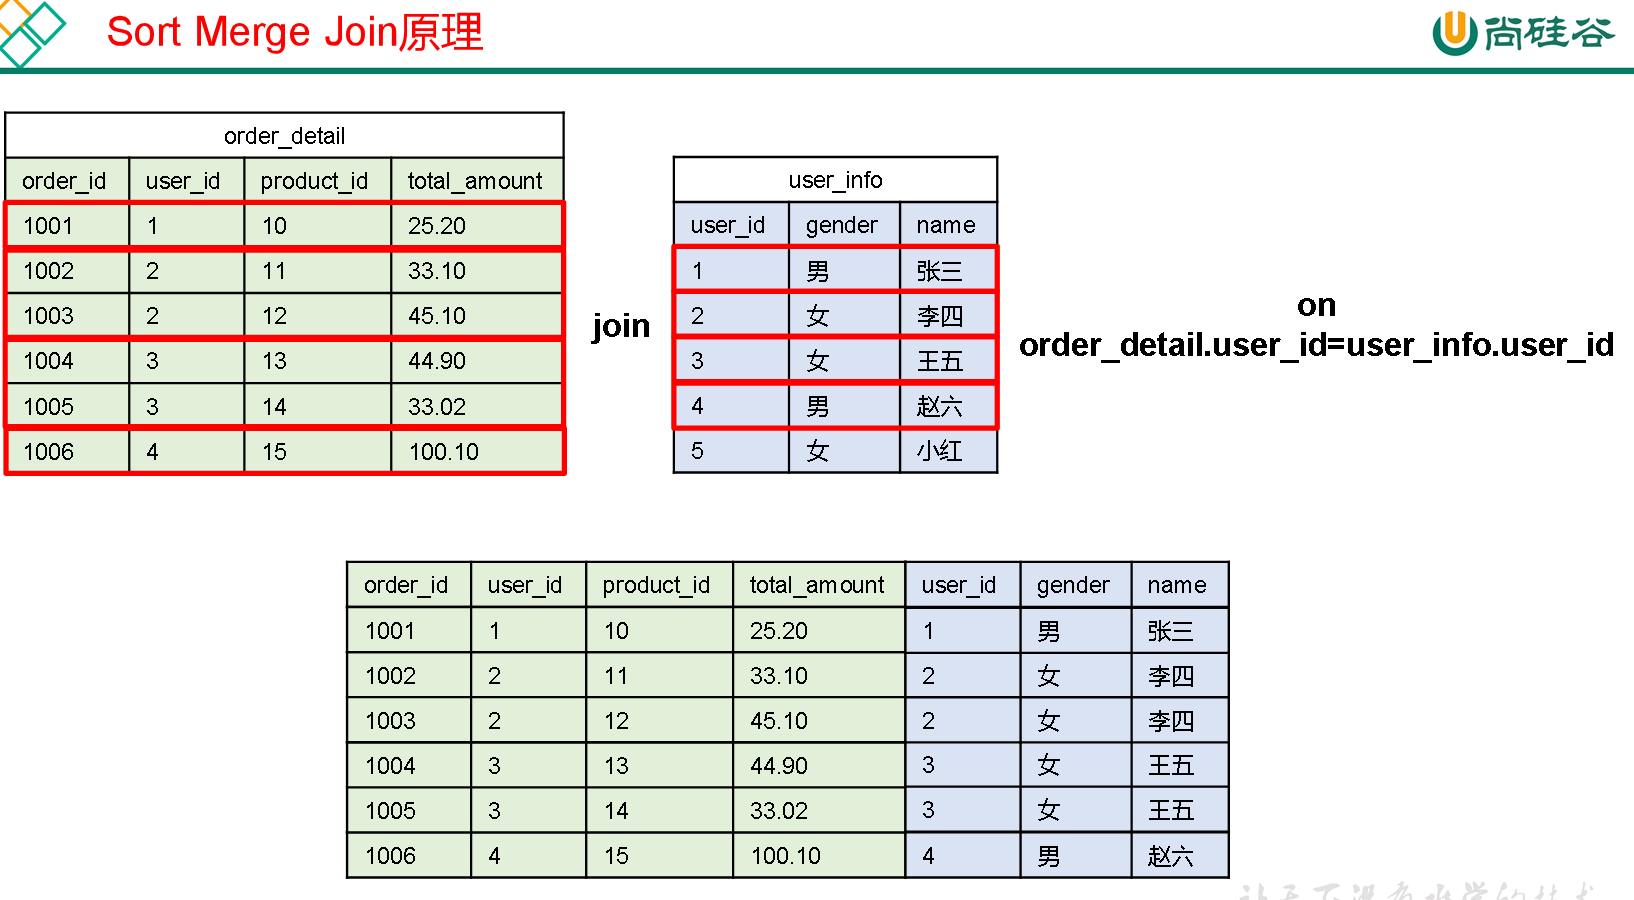 Sort Merge Join原理
尚硅谷
order_detail
order_id user_id product_id total_amount
1001 1 10 25.20
1002 2 11 33.10
1003 2 12 45.10
1004 3 13 44.90
1005 3 14 33.02
1006 4 15 100.10
join
user_info
user_id gender name
1 男 张三
2 女 李四
3 女 王五
4 男 赵六
5 女 小红
on
order_detail.user_id=user_info.user_id
order_id user_id product_id total_amount user_id gender name
1001 1 10 25.20 1 男 张三
1002 2 11 33.10 2 女 李四
1003 2 12 45.10 2 女 李四
1004 3 13 44.90 3 女 王五
1005 3 14 33.02 3 女 王五
1006 4 15 100.10 4 男 赵六